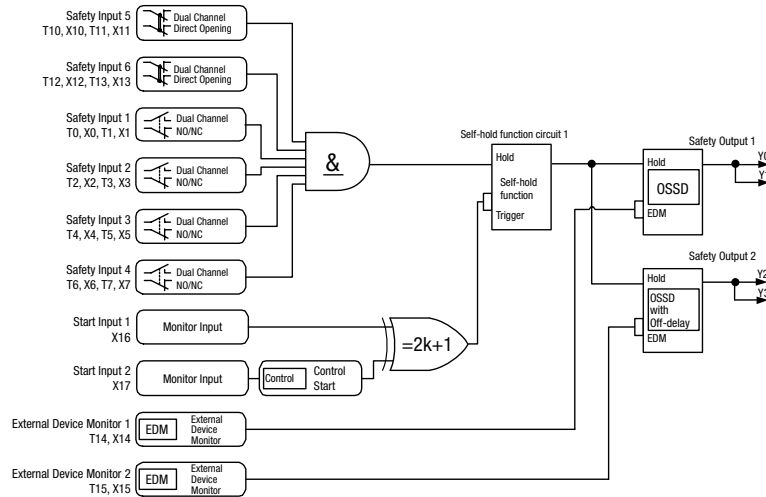 Safety Input 5
T10, X10, T11, X11
Dual Channel
Direct Opening
Safety Input 6
T12, X12, T13, X13
Dual Channel
Direct Opening
Safety Input 1
T0, X0, T1, X1
Dual Channel
NO/NC
Safety Input 2
T2, X2, T3, X3
Dual Channel
NO/NC
Safety Input 3
T4, X4, T5, X5
Dual Channel
NO/NC
Safety Input 4
T6, X6, T7, X7
Dual Channel
NO/NC
Start Input 1
X16
Monitor Input
Start Input 2
X17
Monitor Input
Control
Control
Start
External Device Monitor 1
T14, X14
EDM
External
Device
Monitor
External Device Monitor 2
T15, X15
EDM
External
Device
Monitor
&
=2k+1
Self-hold function circuit 1
Hold
Self-hold
function
Trigger
Safety Output 1
Hold
OSSD
EDM
Y0
Y1
Safety Output 2
Hold
OSSD
with
Off-delay
EDM
Y2
Y3